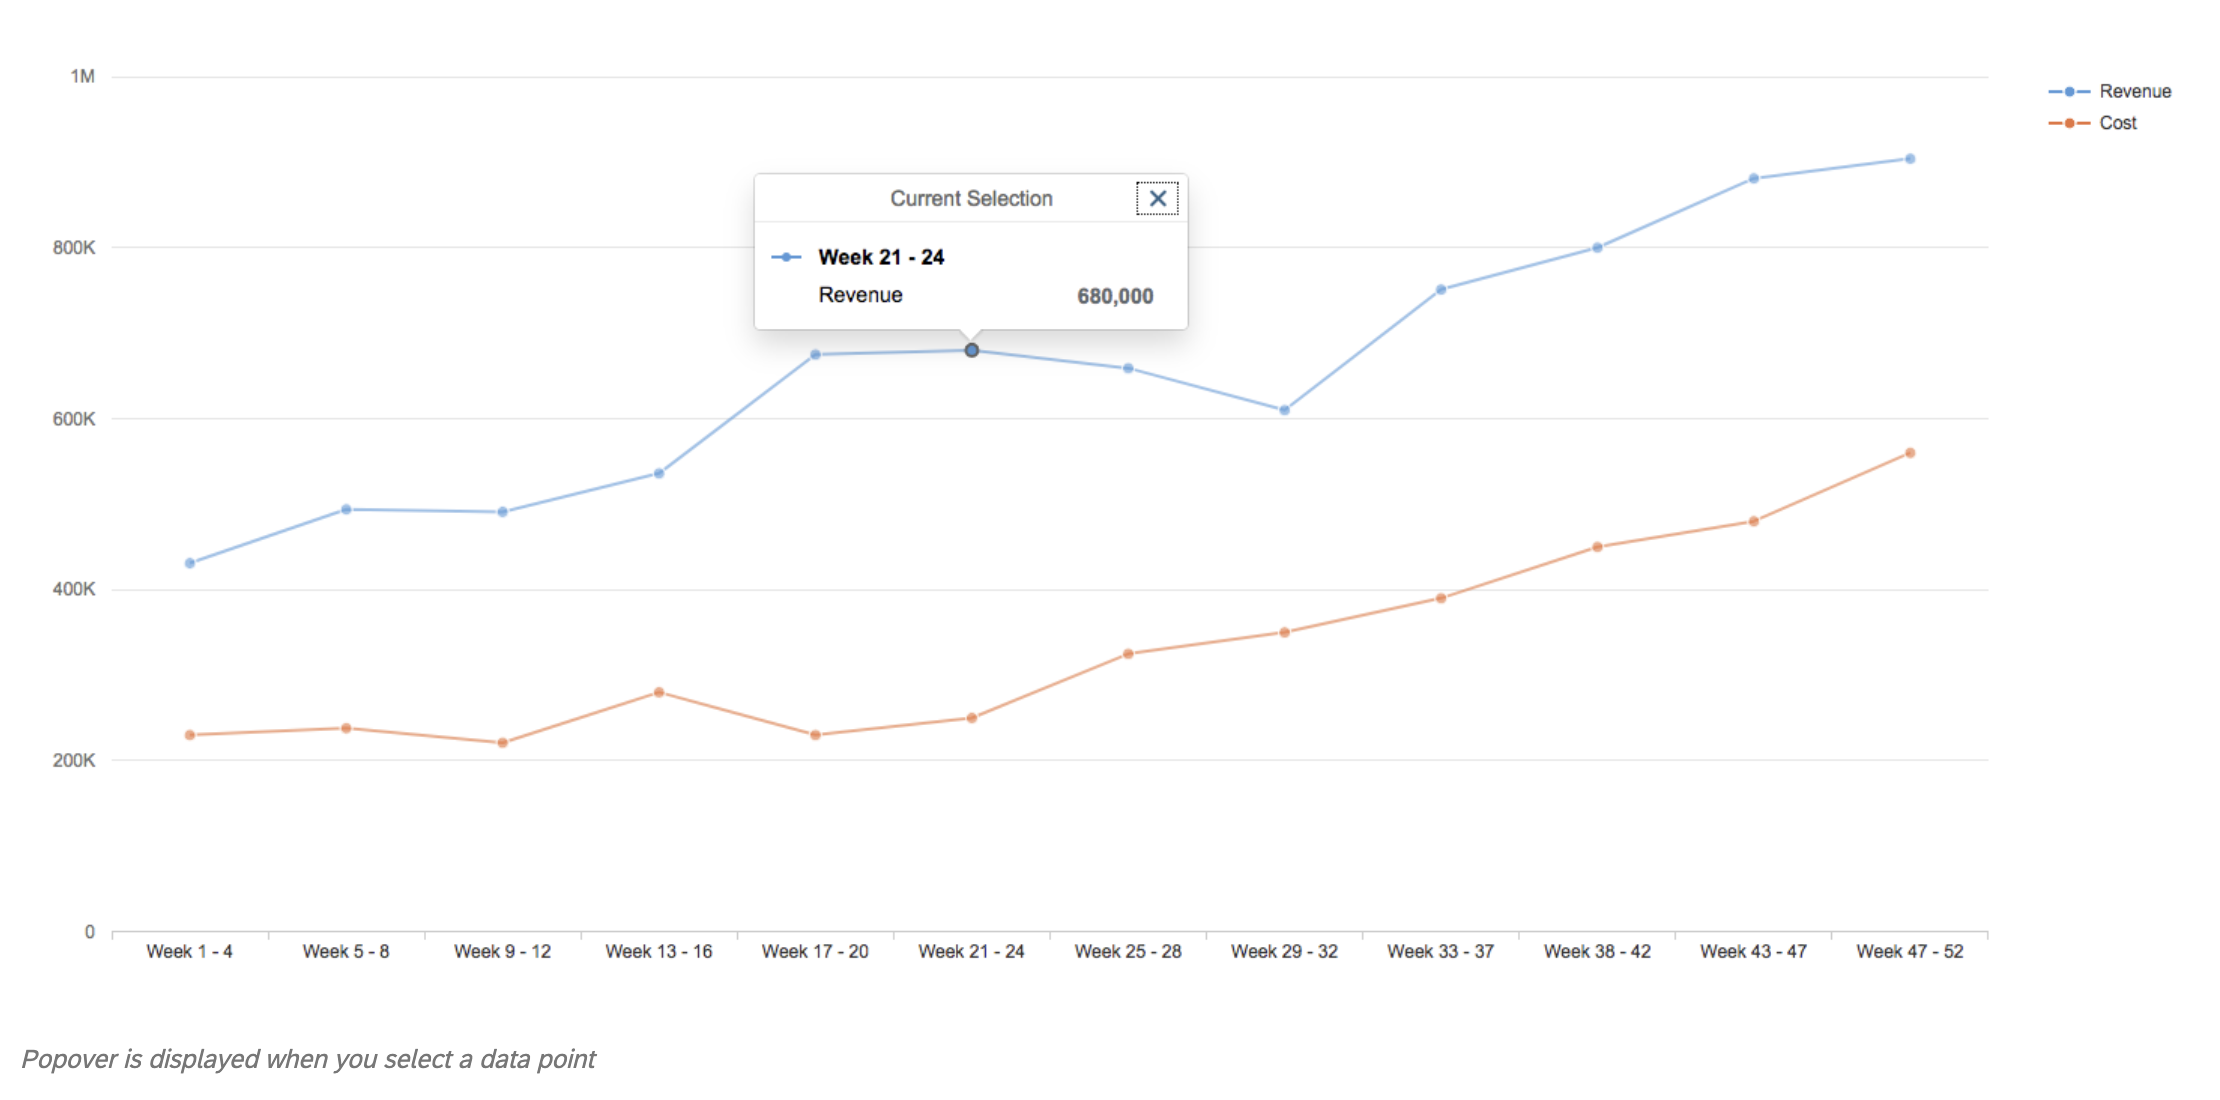 1M
800K
600K
400K
200K
0
Revenue
Cost
Current Selection
Week 21 - 24
Revenue 680,000
Week 1 - 4 Week 5 - 8 Week 9 - 12 Week 13 - 16 Week 17 - 20 Week 21 - 24 Week 25 - 28 Week 29 - 32 Week 33 - 37 Week 38 - 42 Week 43 - 47 Week 47 - 52
Popover is displayed when you select a data point